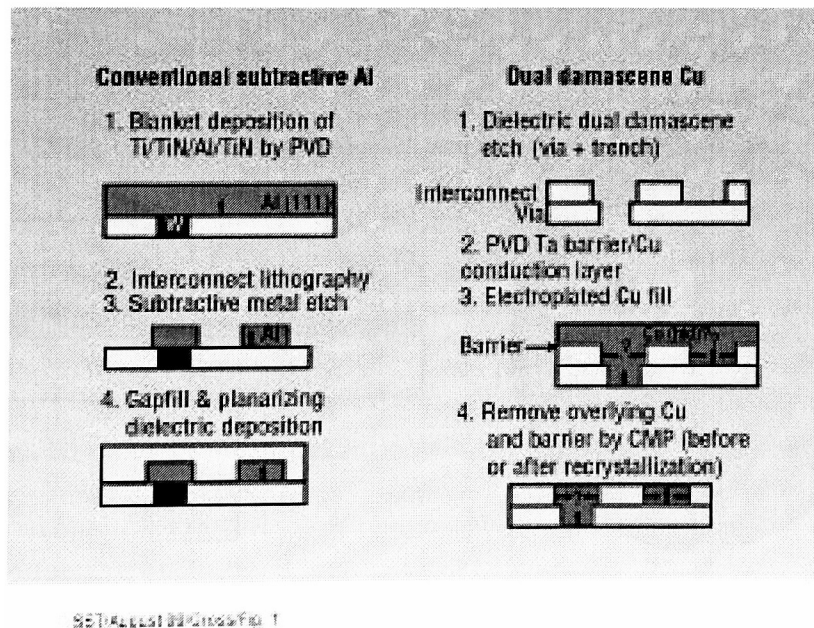 Conventional subtractive Al
1. Blanket deposition of
Ti/TiN/Al/TiN by PVD
Al (111)
W
2. Interconnect lithography
3. Subtractive metal etch
Al
4. Gapfill & planarizing
dielectric deposition
Dual damascene Cu
1. Dielectric dual damascene
etch (via + trench)
Interconnect
Via
2. PVD Ta barrier/Cu
conduction layer
3. Electroplated Cu fill
Barrier
4. Remove overlying Cu
and barrier by CMP (before
or after recrystallization)